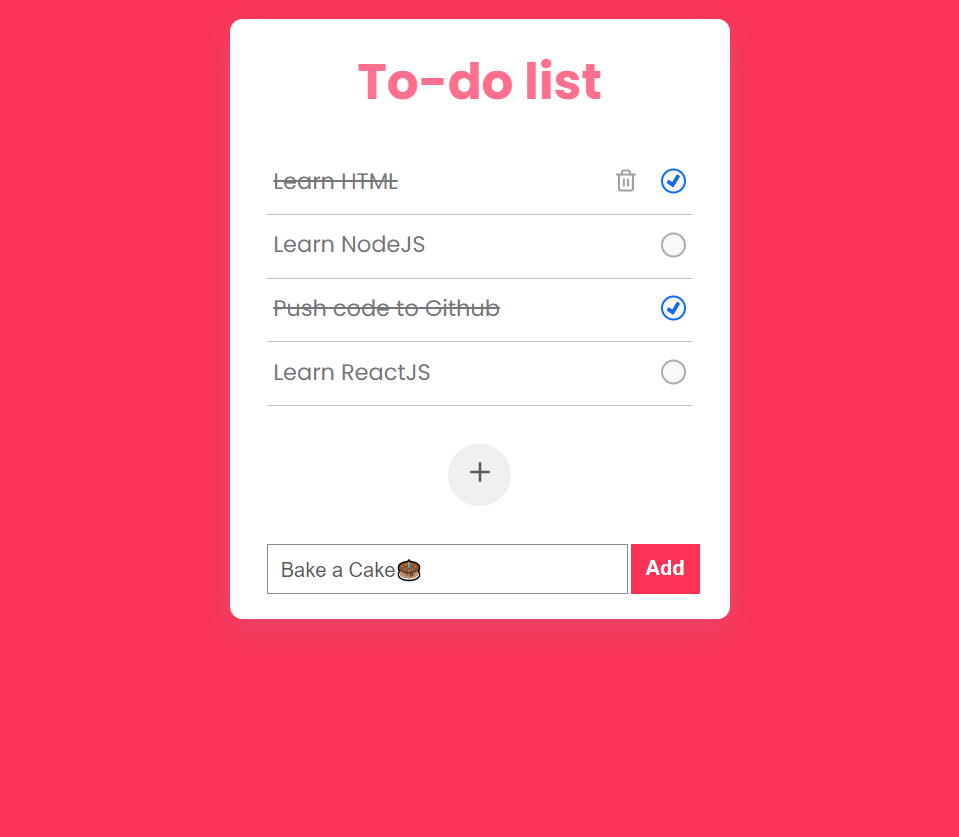 To-do list
Learn HTML
Learn NodeJS
Push code to Github
Learn ReactJS
+
Bake a Cake🎂 Add